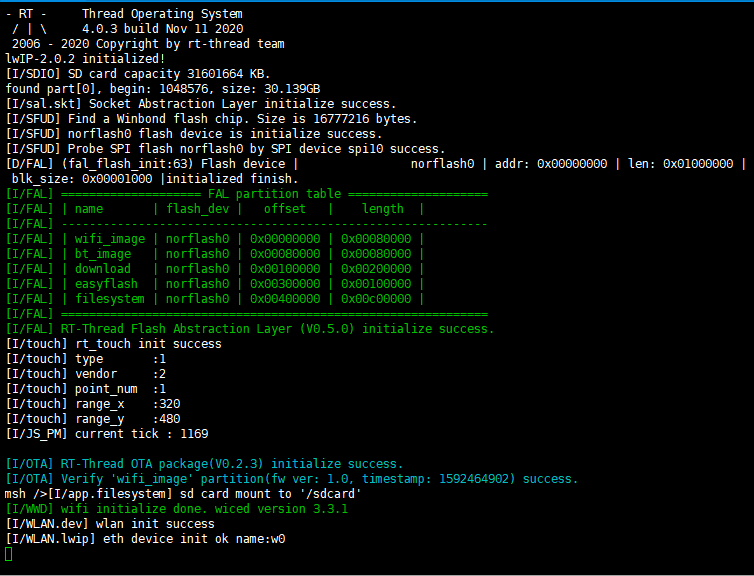 - RT -     Thread Operating System
 / | \     4.0.3 build Nov 11 2020
 2006 - 2020 Copyright by rt-thread team
lwIP-2.0.2 initialized!
[I/SDIO] SD card capacity 31601664 KB.
found part[0], begin: 1048576, size: 30.139GB
[I/sal.skt] Socket Abstraction Layer initialize success.
[I/SFUD] Find a Winbond flash chip. Size is 16777216 bytes.
[I/SFUD] norflash0 flash device is initialize success.
[I/SFUD] Probe SPI flash norflash0 by SPI device spi10 success.
[D/FAL] (fal_flash_init:63) Flash device |                norflash0 | addr: 0x00000000 | len: 0x01000000 |
 blk_size: 0x00001000 |initialized finish.
[I/FAL] ==================== FAL partition table ====================
[I/FAL] | name       | flash_dev |   offset   |    length  |
[I/FAL] -------------------------------------------------------------
[I/FAL] | wifi_image | norflash0 | 0x00000000 | 0x00080000 |
[I/FAL] | bt_image   | norflash0 | 0x00080000 | 0x00080000 |
[I/FAL] | download   | norflash0 | 0x00100000 | 0x00200000 |
[I/FAL] | easyflash  | norflash0 | 0x00300000 | 0x00100000 |
[I/FAL] | filesystem | norflash0 | 0x00400000 | 0x00c00000 |
[I/FAL] =============================================================
[I/FAL] RT-Thread Flash Abstraction Layer (V0.5.0) initialize success.
[I/touch] rt_touch init success
[I/touch] type       :1
[I/touch] vendor     :2
[I/touch] point_num  :1
[I/touch] range_x    :320
[I/touch] range_y    :480
[I/JS_PM] current tick : 1169
[I/OTA] RT-Thread OTA package(V0.2.3) initialize success.
[I/OTA] Verify 'wifi_image' partition(fw ver: 1.0, timestamp: 1592464902) success.
msh />[I/app.filesystem] sd card mount to '/sdcard'
[I/WWD] wifi initialize done. wiced version 3.3.1
[I/WLAN.dev] wlan init success
[I/WLAN.lwip] eth device init ok name:w0